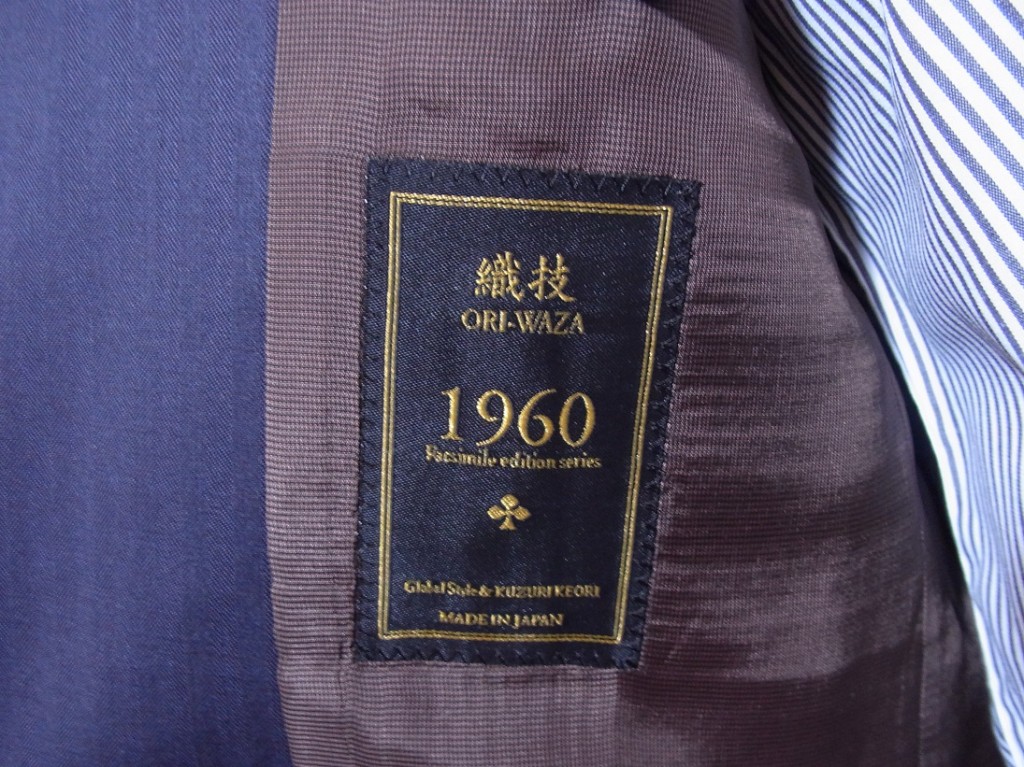 織技
ORI-WAZA
1960
Facsimile edition series
Global Style & KUZURI KEORI
MADE IN JAPAN